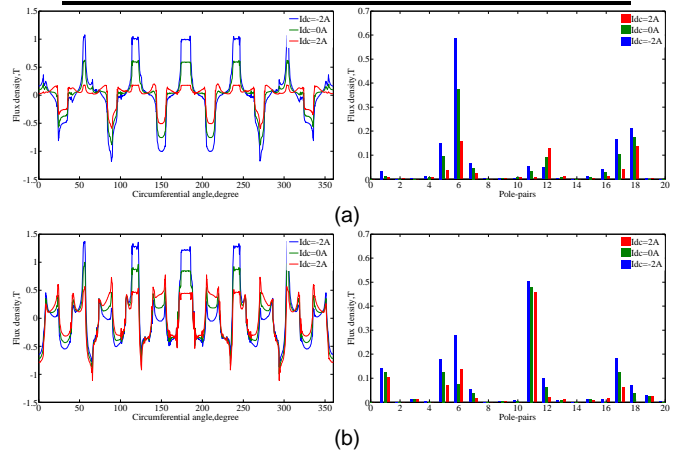 Idc=-2A
Idc=0A
Idc=2A
Flux density,T
1.5
1
0.5
0
-0.5
-1
-1.5
0 50 100 150 200 250 300 350
Circumferential angle,degree
Idc=2A
Idc=0A
Idc=-2A
Flux density,T
0.7
0.6
0.5
0.4
0.3
0.2
0.1
0
0 2 4 6 8 10 12 14 16 18 20
Pole-pairs
(a)
Idc=-2A
Idc=0A
Idc=2A
Flux density,T
1.5
1
0.5
0
-0.5
-1
-1.5
0 50 100 150 200 250 300 350
Circumferential angle,degree
Idc=2A
Idc=0A
Idc=-2A
Flux density,T
0.7
0.6
0.5
0.4
0.3
0.2
0.1
0
0 2 4 6 8 10 12 14 16 18 20
Pole-pairs
(b)